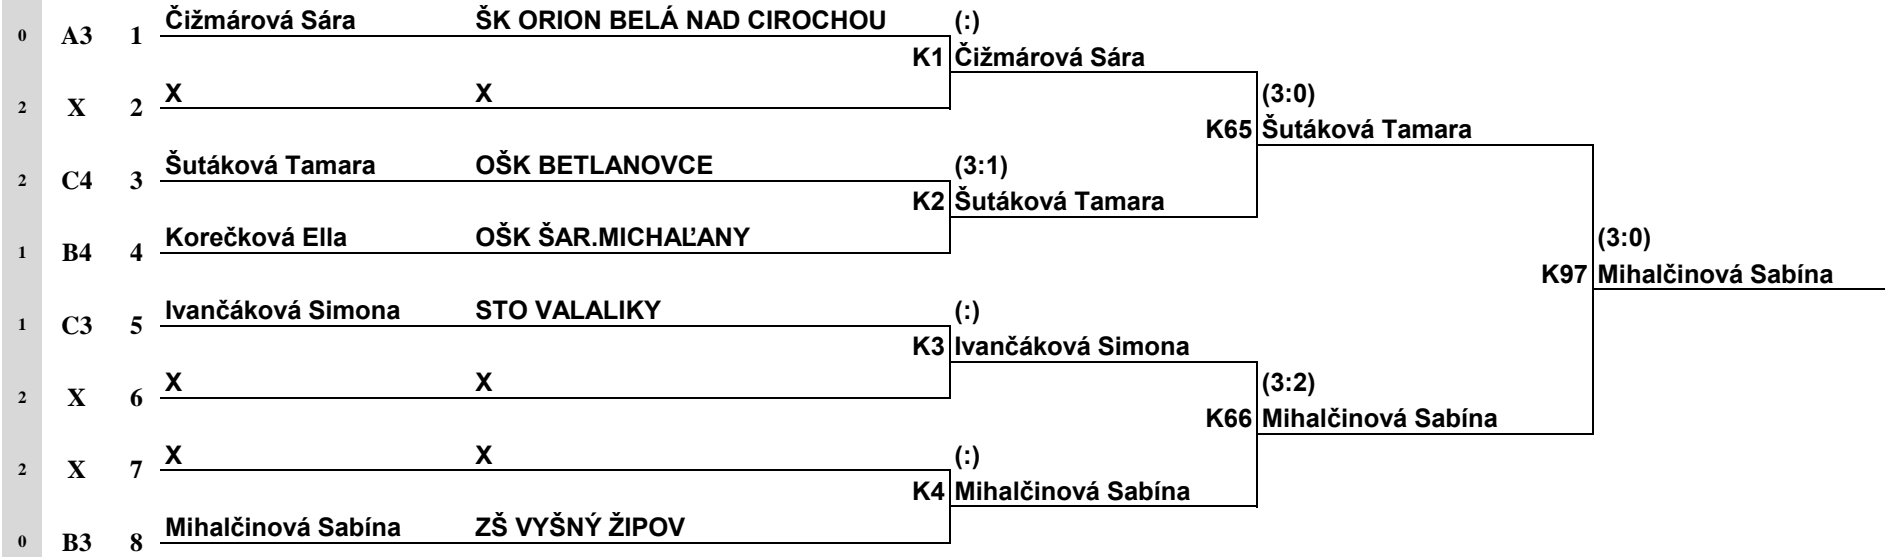 0 A3 1 Čižmárová Sára ŠK ORION BELÁ NAD CIROCHOU (:)
K1 Čižmárová Sára
2 X 2 X X (3:0)
K65 Šutáková Tamara
2 C4 3 Šutáková Tamara OŠK BETLANOVCE (3:1)
K2 Šutáková Tamara
1 B4 4 Korečková Ella OŠK ŠAR.MICHAĽANY (3:0)
K97 Mihalčinová Sabína
1 C3 5 Ivančáková Simona STO VALALIKY (:)
K3 Ivančáková Simona
2 X 6 X X (3:2)
K66 Mihalčinová Sabína
2 X 7 X X (:)
K4 Mihalčinová Sabína
0 B3 8 Mihalčinová Sabína ZŠ VYŠNÝ ŽIPOV